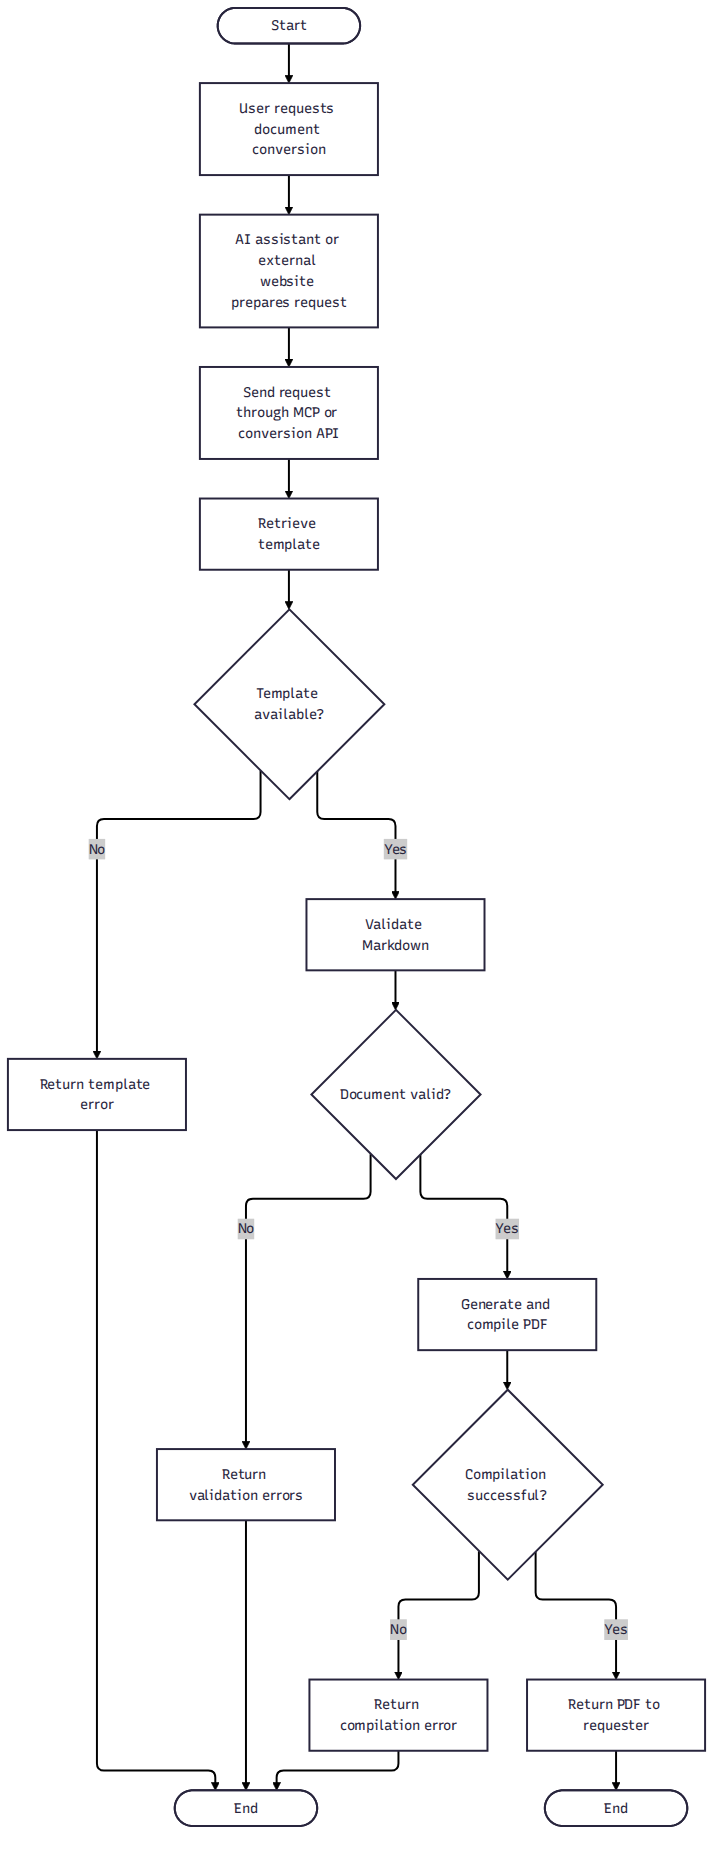 Start
User requests
document
conversion
AI assistant or
external
website
prepares request
Send request
through MCP or
conversion API
Retrieve
template
Template
available?
No
Yes
Validate
Markdown
Return template
error
Document valid?
No
Yes
Generate and
compile PDF
Return
validation errors
Compilation
successful?
No
Yes
Return
compilation error
Return PDF to
requester
End
End